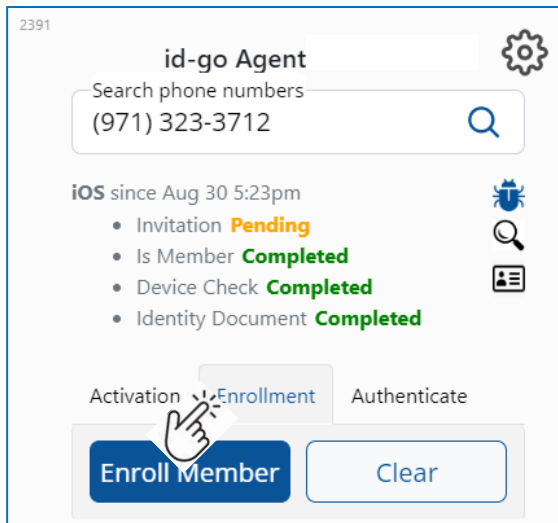 2391
id-go Agent
Search phone numbers
(971) 323-3712
iOS since Aug 30 5:23pm
Invitation Pending
Is Member Completed
Device Check Completed
Identity Document Completed
Activation Enrollment Authenticate
Enroll Member Clear